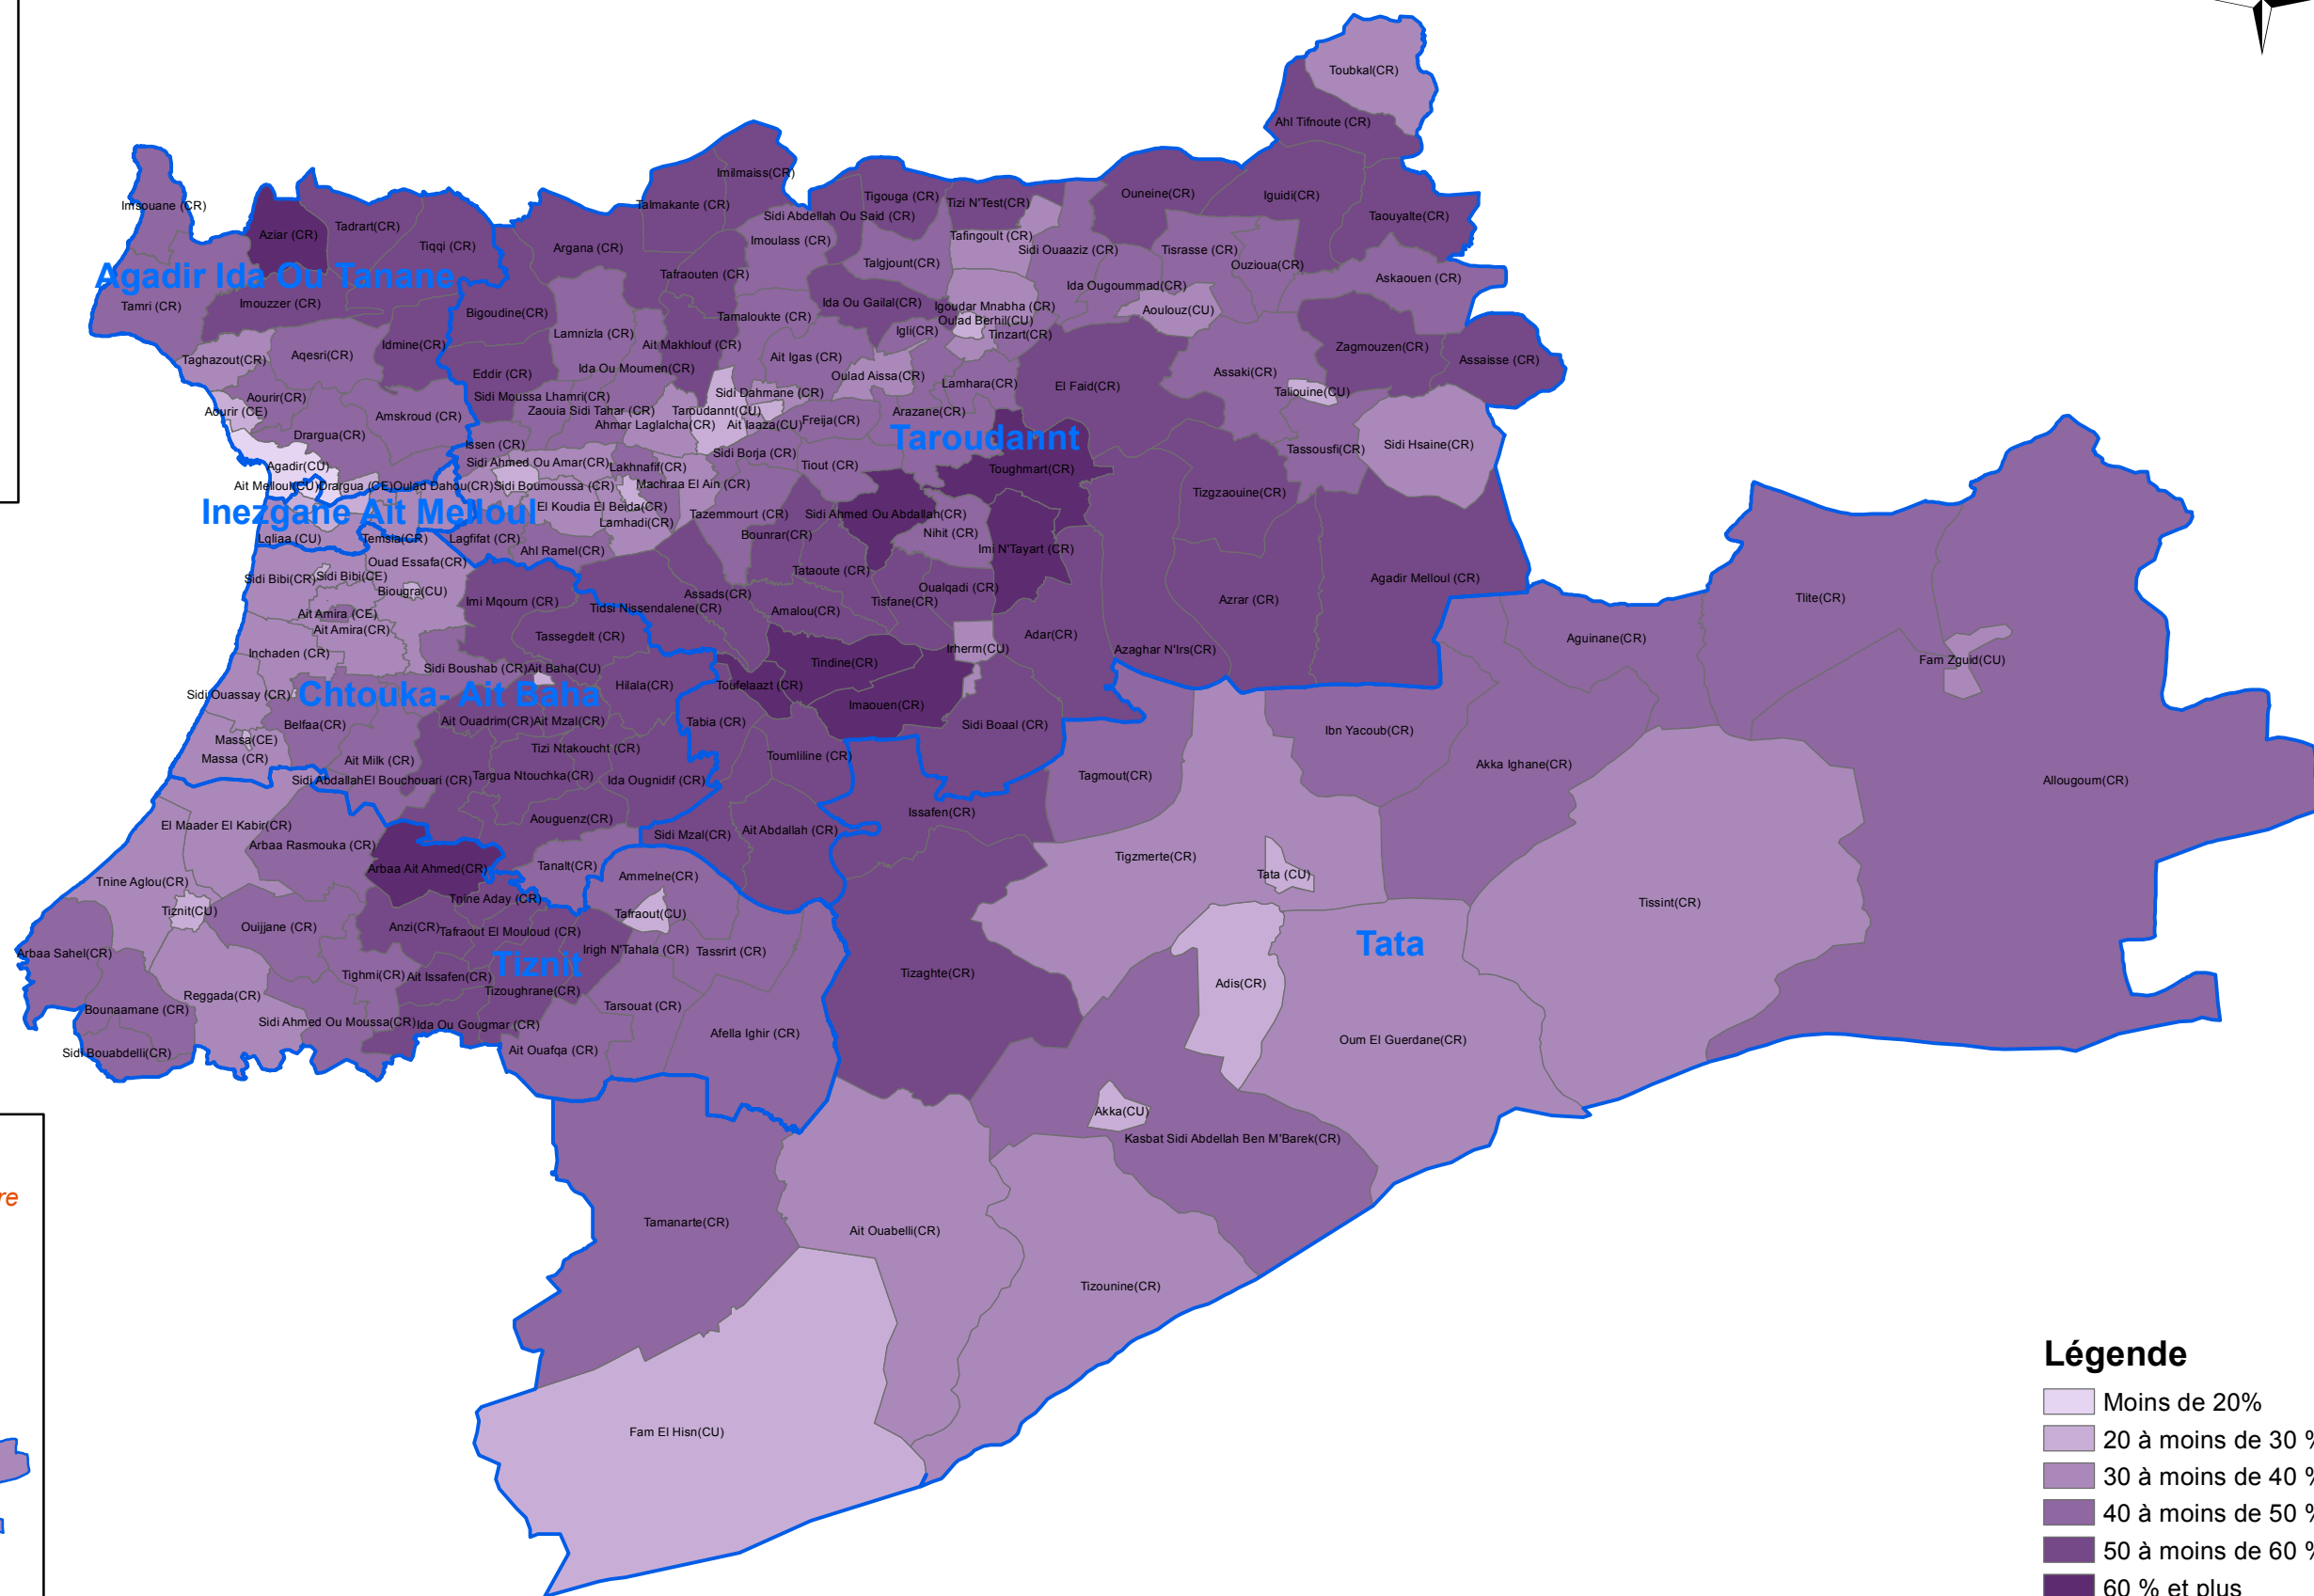 Toubkal(CR)
Ahl Tifnoute (CR)
Imilmaiss(CR)
Imsouane (CR)
Talmakante (CR)
Tigouga (CR)
Tizi N'Test(CR)
Ouneine(CR)
Iguidi(CR)
Taouyalte(CR)
Aziar (CR)
Tadrart(CR)
Tiqqi (CR)
Argana (CR)
Sidi Abdellah Ou Said (CR)
Imoulass (CR)
Tafingoult (CR)
Sidi Ouaaziz (CR)
Tisrasse (CR)
Ouzioua(CR)
Talgjount(CR)
Agadir Ida Ou Tanane
Tafraouten (CR)
Askaouen (CR)
Ida Ougoummad(CR)
Tamri (CR)
Imouzzer (CR)
Bigoudine(CR)
Ida Ou Gailal(CR)
Igoudar Mnabha (CR)
Aoulouz(CU)
Tamaloukte (CR)
Oulad Berhil(CU)
Lamnizla (CR)
Igli(CR)
Tinzart(CR)
Idmine(CR)
Ait Makhlouf (CR)
Zagmouzen(CR)
Assaisse (CR)
Taghazout(CR)
Aqesri(CR)
Ait Igas (CR)
Eddir (CR)
Ida Ou Moumen(CR)
Oulad Aissa(CR)
Lamhara(CR)
El Faid(CR)
Assaki(CR)
Taliouine(CU)
Aourir(CR)
Sidi Moussa Lhamri(CR)
Sidi Dahmane (CR)
Aourir (CE)
Amskroud (CR)
Zaouia Sidi Tahar (CR)
Taroudannt(CU)
Arazane(CR)
Ahmar Laglalcha(CR)
Ait Iaaza(CU)
Freija(CR)
Drargua(CR)
Taroudannt
Issen (CR)
Sidi Hsaine(CR)
Tassousfi(CR)
Sidi Borja (CR)
Agadir(CU)
Sidi Ahmed Ou Amar(CR)
Lakhnafif(CR)
Tiout (CR)
Toughmart(CR)
Ait Melloul(CU)
Drargua (CE)
Oulad Dahou(CR)
Sidi Boumoussa (CR)
Machraa El Ain (CR)
Tizgzaouine(CR)
Inezgane Ait Melloul
El Koudia El Beida(CR)
Lamhadi(CR)
Tazemmourt (CR)
Sidi Ahmed Ou Abdallah(CR)
Lqliaa (CU)
Temsia(CR)
Lagfifat (CR)
Ahl Ramel(CR)
Bounrar(CR)
Nihit (CR)
Imi N'Tayart (CR)
Ouad Essafa(CR)
Sidi Bibi(CR)
Sidi Bibi(CE)
Tataoute (CR)
Agadir Melloul (CR)
Biougra(CU)
Oualqadi (CR)
Imi Mqourn (CR)
Assads(CR)
Tisfane(CR)
Azrar (CR)
Tlite(CR)
Ait Amira (CE)
Tidsi Nissendalene(CR)
Amalou(CR)
Ait Amira(CR)
Tassegdelt (CR)
Adar(CR)
Aguinane(CR)
Inchaden (CR)
Irherm(CU)
Azaghar N'Irs(CR)
Fam Zguid(CU)
Sidi Boushab (CR)
Ait Baha(CU)
Tindine(CR)
Hilala(CR)
Toufelaazt (CR)
Sidi Ouassay (CR)
Chtouka- Ait Baha
Imaouen(CR)
Belfaa(CR)
Ait Ouadrim(CR)
Ait Mzal(CR)
Tabia (CR)
Sidi Boaal (CR)
Ibn Yacoub(CR)
Massa(CE)
Massa (CR)
Ait Milk (CR)
Tizi Ntakoucht (CR)
Toumliline (CR)
Akka Ighane(CR)
Sidi Abdallah El Bouchouari (CR)
Targua Ntouchka(CR)
Ida Ougnidif (CR)
Tagmout(CR)
Allougoum(CR)
Issafen(CR)
El Maader El Kabir(CR)
Aouguenz(CR)
Sidi Mzal(CR)
Ait Abdallah (CR)
Arbaa Rasmouka (CR)
Arbaa Ait Ahmed(CR)
Tanalt(CR)
Tigzmerte(CR)
Tnine Aglou(CR)
Ammelne(CR)
Tata (CU)
Tnine Aday (CR)
Tissint(CR)
Tiznit(CU)
Tafraout(CU)
Ouijjane (CR)
Anzi(CR)
Tafraout El Mouloud (CR)
Tata
Arbaa Sahel(CR)
Irigh N'Tahala (CR)
Tassrirt (CR)
Tiznit
Tighmi(CR)
Ait Issafen(CR)
Tizaghte(CR)
Adis(CR)
Reggada(CR)
Tizoughrane(CR)
Bounaamane (CR)
Tarsouat (CR)
Sidi Ahmed Ou Moussa(CR)
Ida Ou Gougmar (CR)
Afella Ighir (CR)
Oum El Guerdane(CR)
Sidi Bouabdelli(CR)
Ait Ouafqa (CR)
Akka(CU)
Kasbat Sidi Abdellah Ben M'Barek(CR)
re
Tamanarte(CR)
Ait Ouabelli(CR)
Tizounine(CR)
Fam El Hisn(CU)
Légende
Moins de 20%
20 à moins de 30 %
30 à moins de 40 %
40 à moins de 50 %
50 à moins de 60 %
60 % et plus